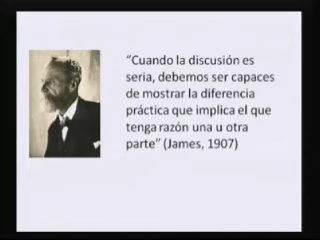 “Cuando la discusión es
seria, debemos ser capaces
de mostrar la diferencia
práctica que implica el que
tenga razón una u otra
parte” (James, 1907)